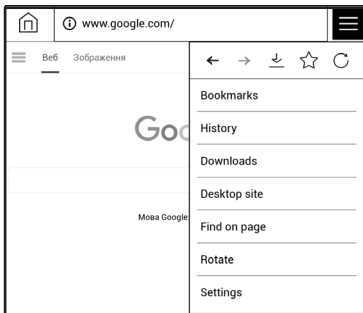 www.google.com/
Веб Зображення
Goo
Мова Google:
Bookmarks
History
Downloads
Desktop site
Find on page
Rotate
Settings